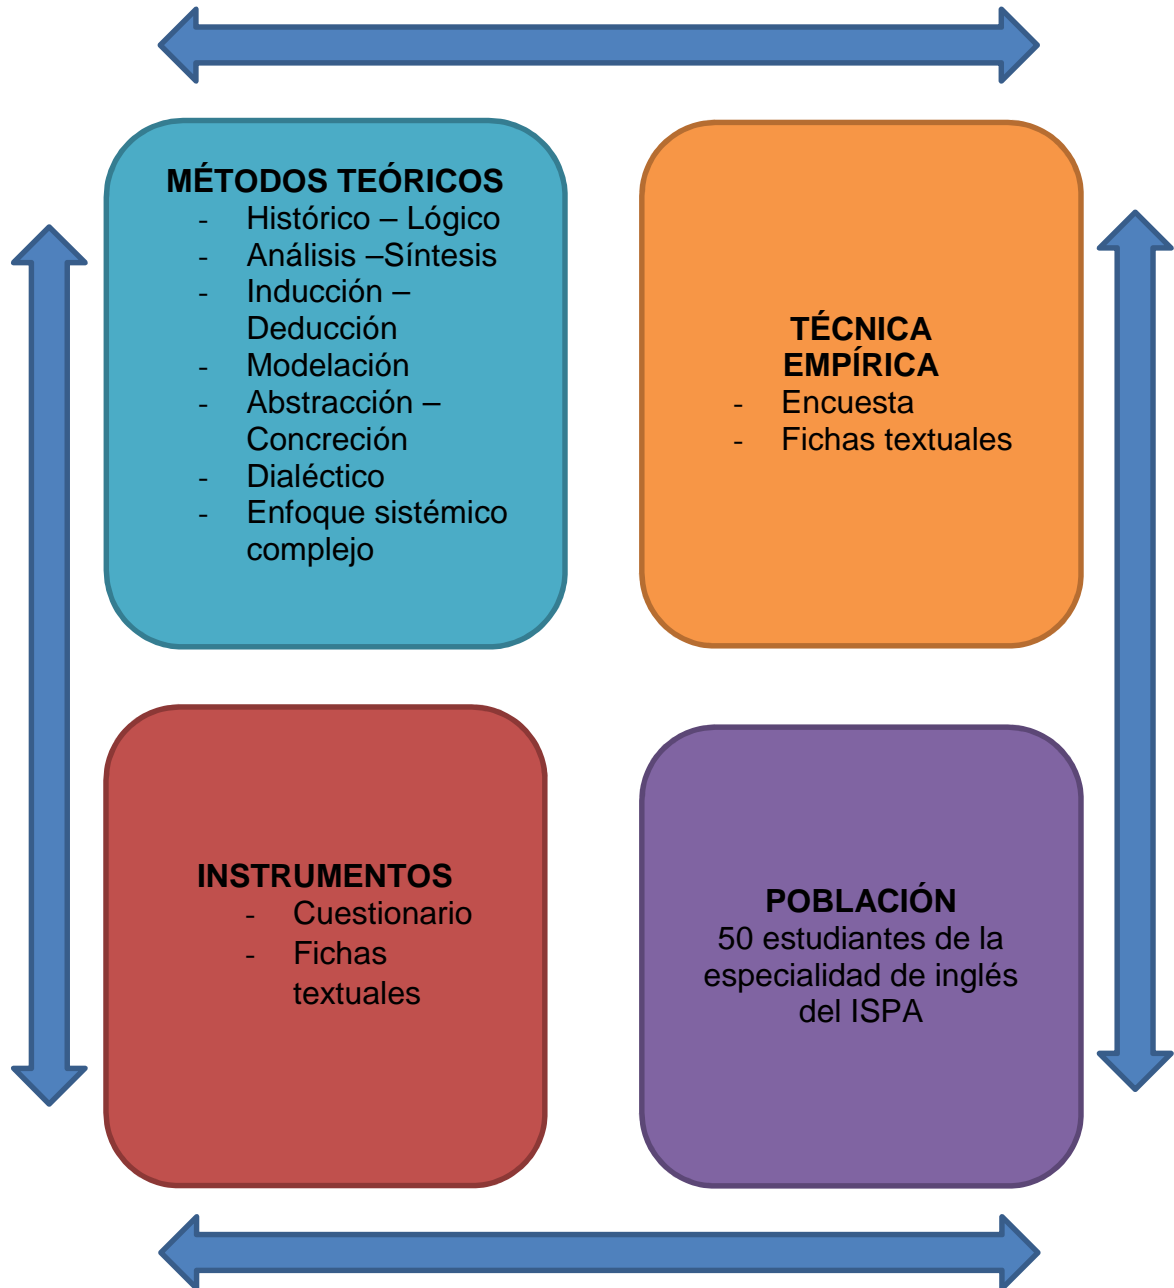 MÉTODOS TEÓRICOS
- Histórico – Lógico
- Análisis –Síntesis
- Inducción –
Deducción
- Modelación
- Abstracción –
Concreción
- Dialéctico
- Enfoque sistémico
complejo
TÉCNICA
EMPÍRICA
- Encuesta
- Fichas textuales
INSTRUMENTOS
- Cuestionario
- Fichas
textuales
POBLACIÓN
50 estudiantes de la
especialidad de inglés
del ISPA